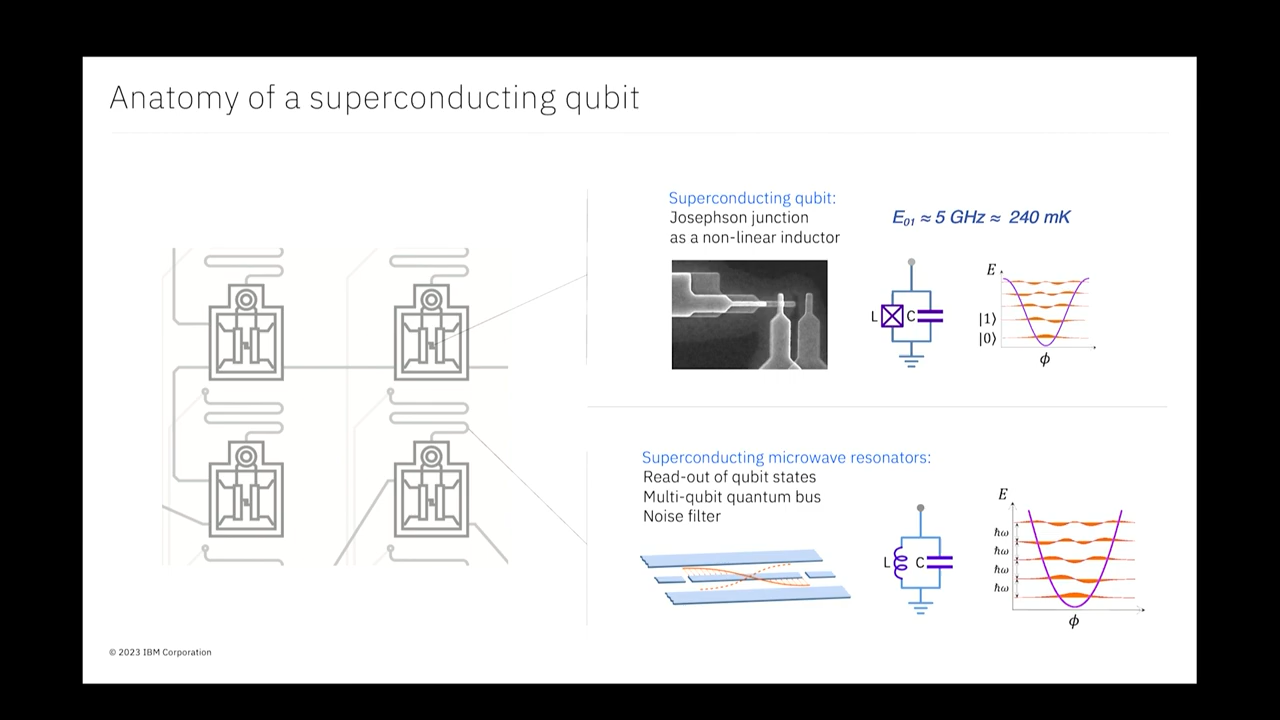 Anatomy of a superconducting qubit
Superconducting qubit:
Josephson junction
as a non-linear inductor
E01 ≈ 5 GHz ≈ 240 mK
L
C
E
|1⟩
|0⟩
ϕ
Superconducting microwave resonators:
Read-out of qubit states
Multi-qubit quantum bus
Noise filter
L
C
E
ħω
ħω
ħω
ħω
ϕ
© 2023 IBM Corporation